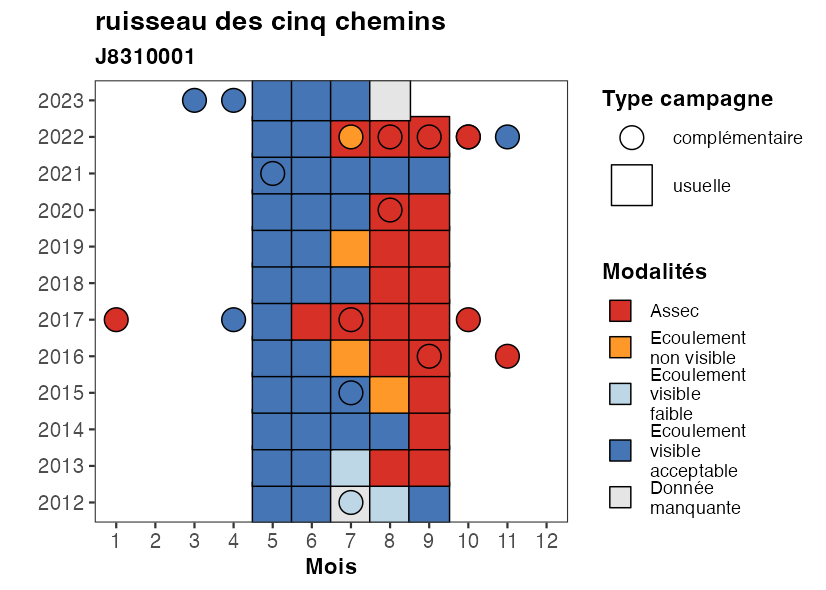 ruisseau des cinq chemins
J8310001
2023
2022
2021
2020
2019
2018
2017
2016
2015
2014
2013
2012
1 2 3 4 5 6 7 8 9 10 11 12
Mois
Type campagne
complémentaire
usuelle
Modalités
Assec
Ecoulement
non visible
Ecoulement
visible
faible
Ecoulement
visible
acceptable
Donnée
manquante